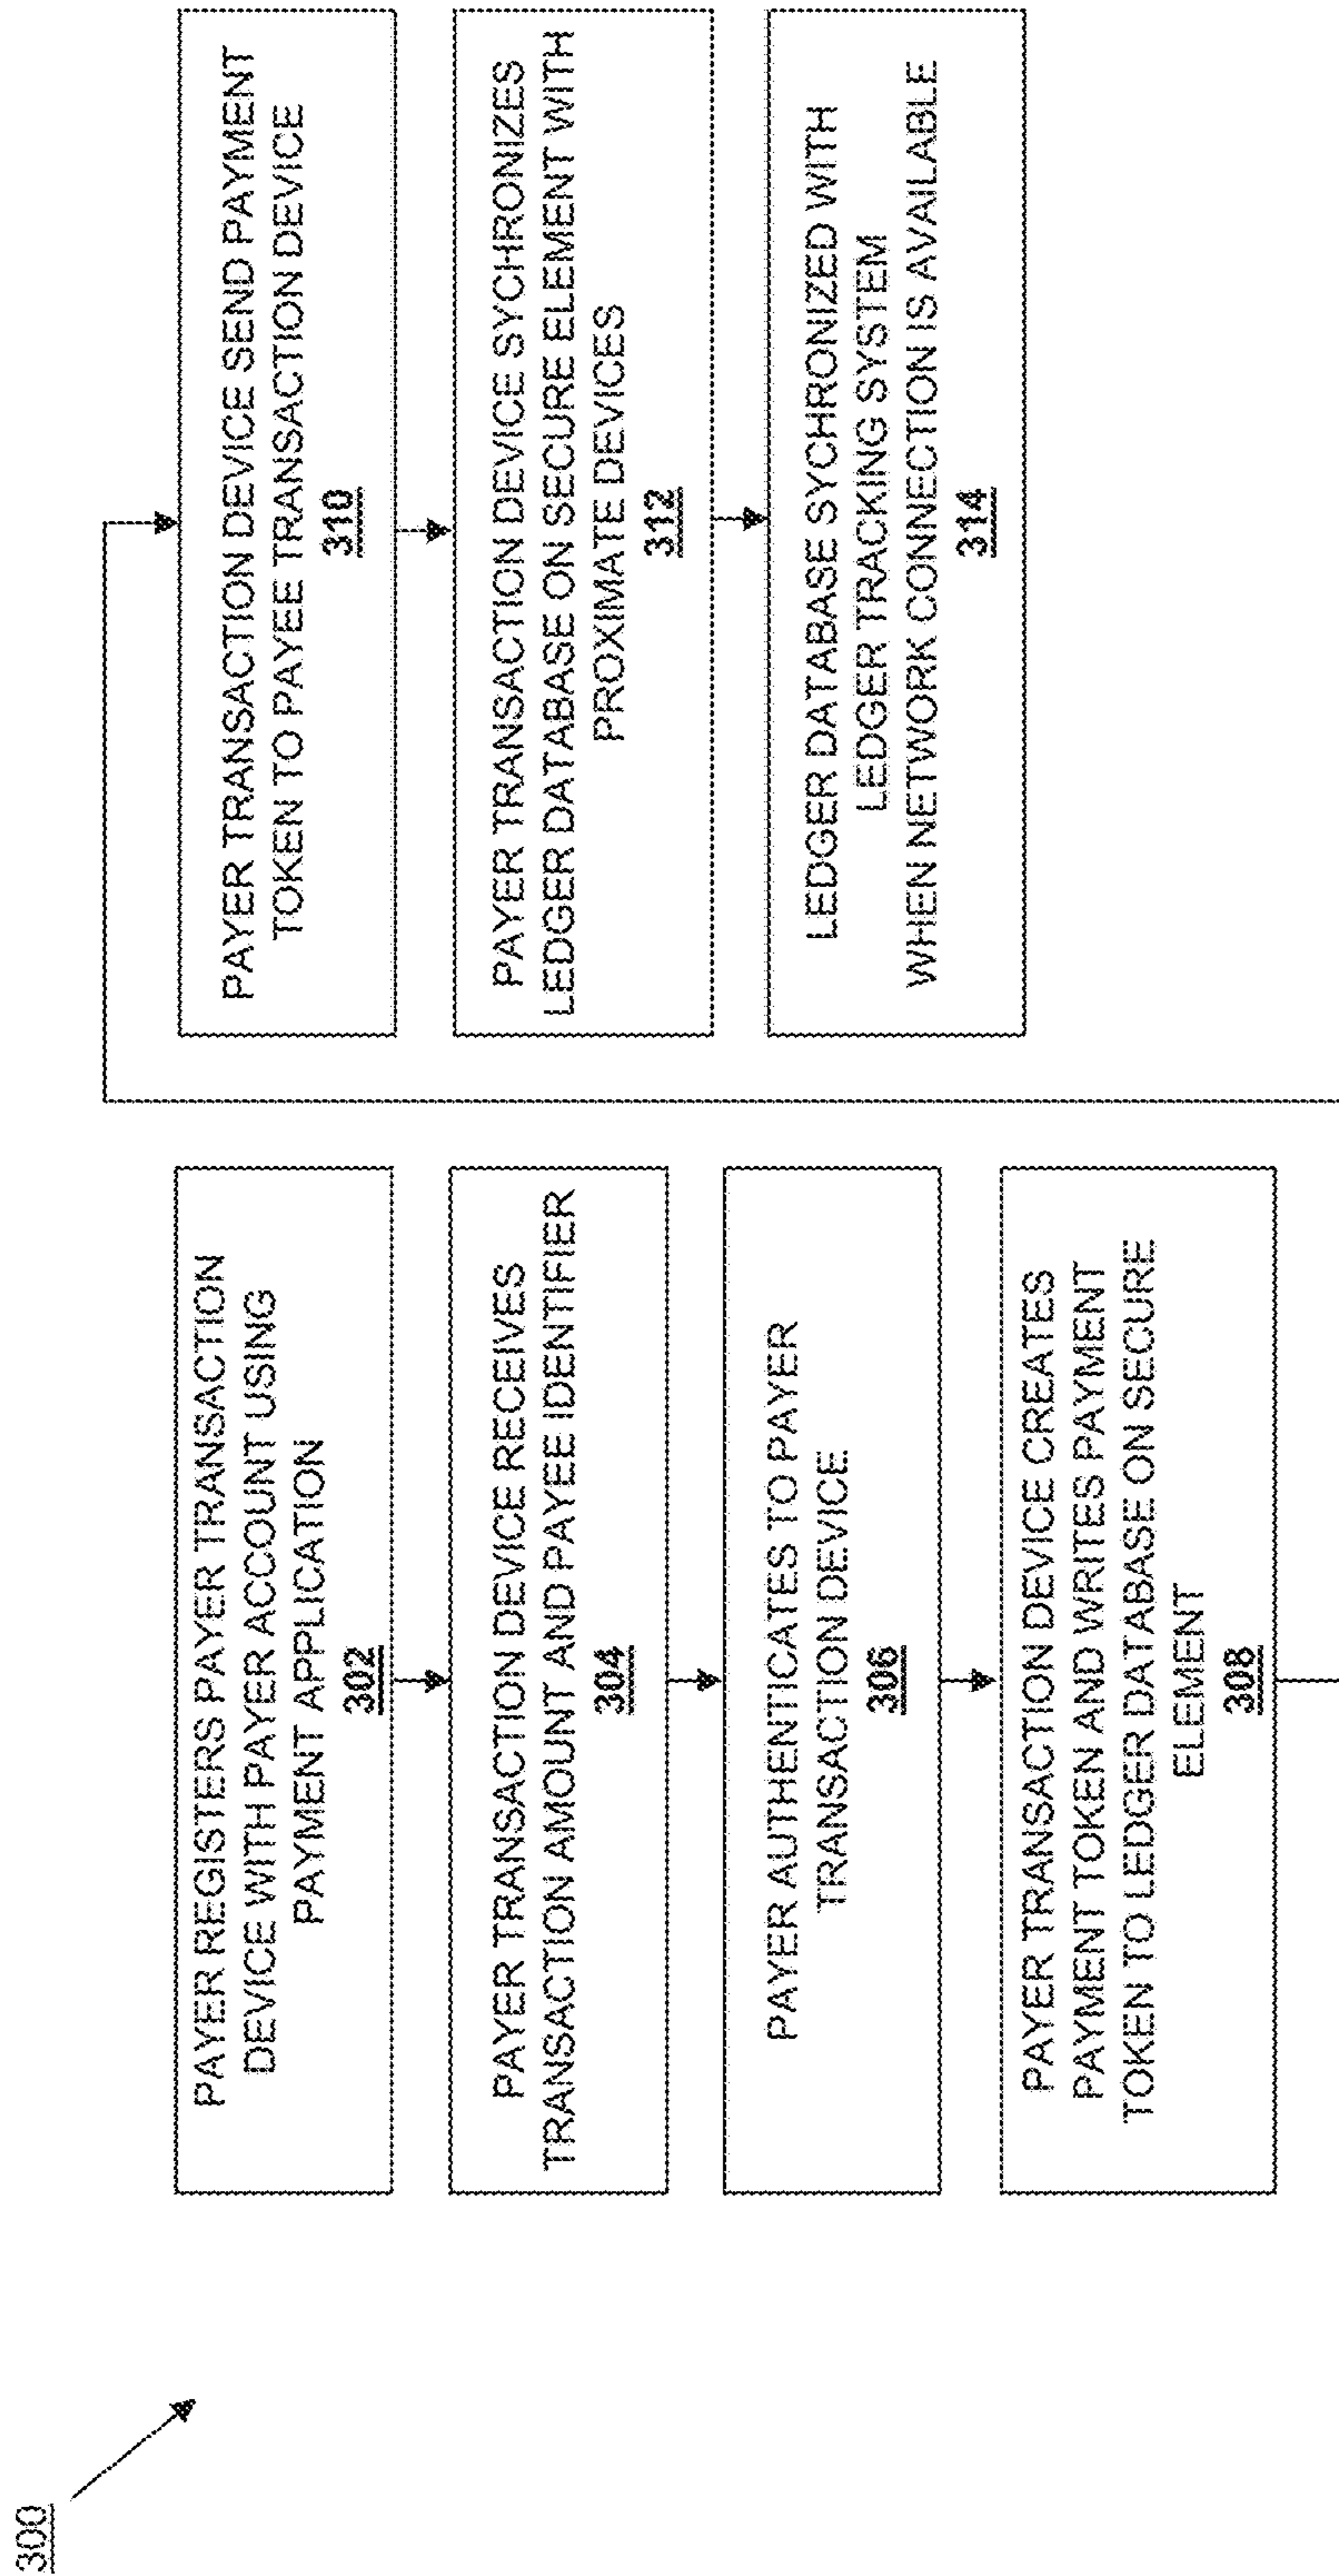 300
PAYER REGISTERS PAYER TRANSACTION
DEVICE WITH PAYER ACCOUNT USING
PAYMENT APPLICATION
302
PAYER TRANSACTION DEVICE RECEIVES
TRANSACTION AMOUNT AND PAYEE IDENTIFIER
304
PAYER AUTHENTICATES TO PAYER
TRANSACTION DEVICE
306
PAYER TRANSACTION DEVICE CREATES
PAYMENT TOKEN AND WRITES PAYMENT
TOKEN TO LEDGER DATABASE ON SECURE
ELEMENT
308
PAYER TRANSACTION DEVICE SEND PAYMENT
TOKEN TO PAYEE TRANSACTION DEVICE
310
PAYER TRANSACTION DEVICE SYCHRONIZES
LEDGER DATABASE ON SECURE ELEMENT WITH
PROXIMATE DEVICES
312
LEDGER DATABASE SYCHRONIZED WITH
LEDGER TRACKING SYSTEM
WHEN NETWORK CONNECTION IS AVAILABLE
314